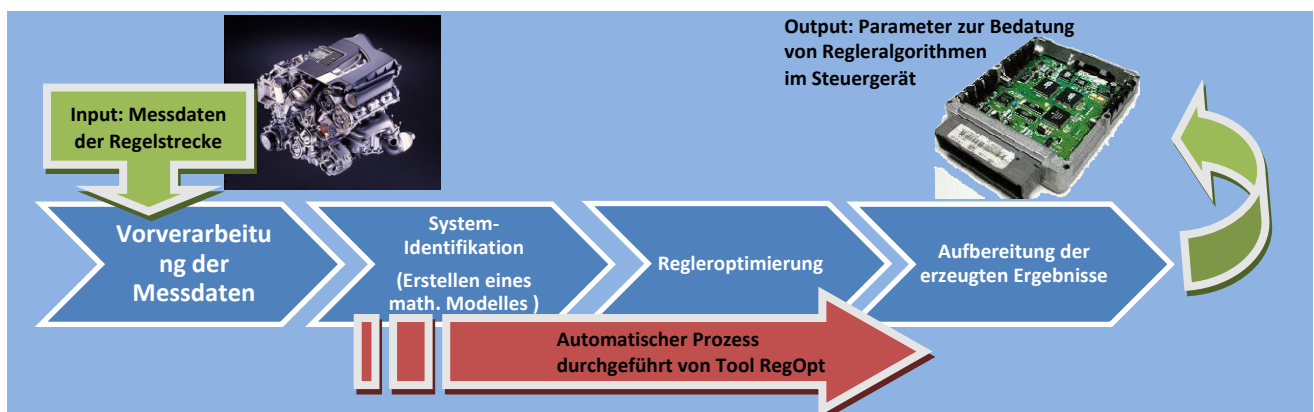 Output: Parameter zur Bedatung
von Regleralgorithmen
im Steuergerät
Input: Messdaten
der Regelstrecke
Vorverarbeitu
ng der
Messdaten
System-
Identifikation
(Erstellen eines
math. Modelles )
Regleroptimierung
Aufbereitung der
erzeugten Ergebnisse
Automatischer Prozess
durchgeführt von Tool RegOpt